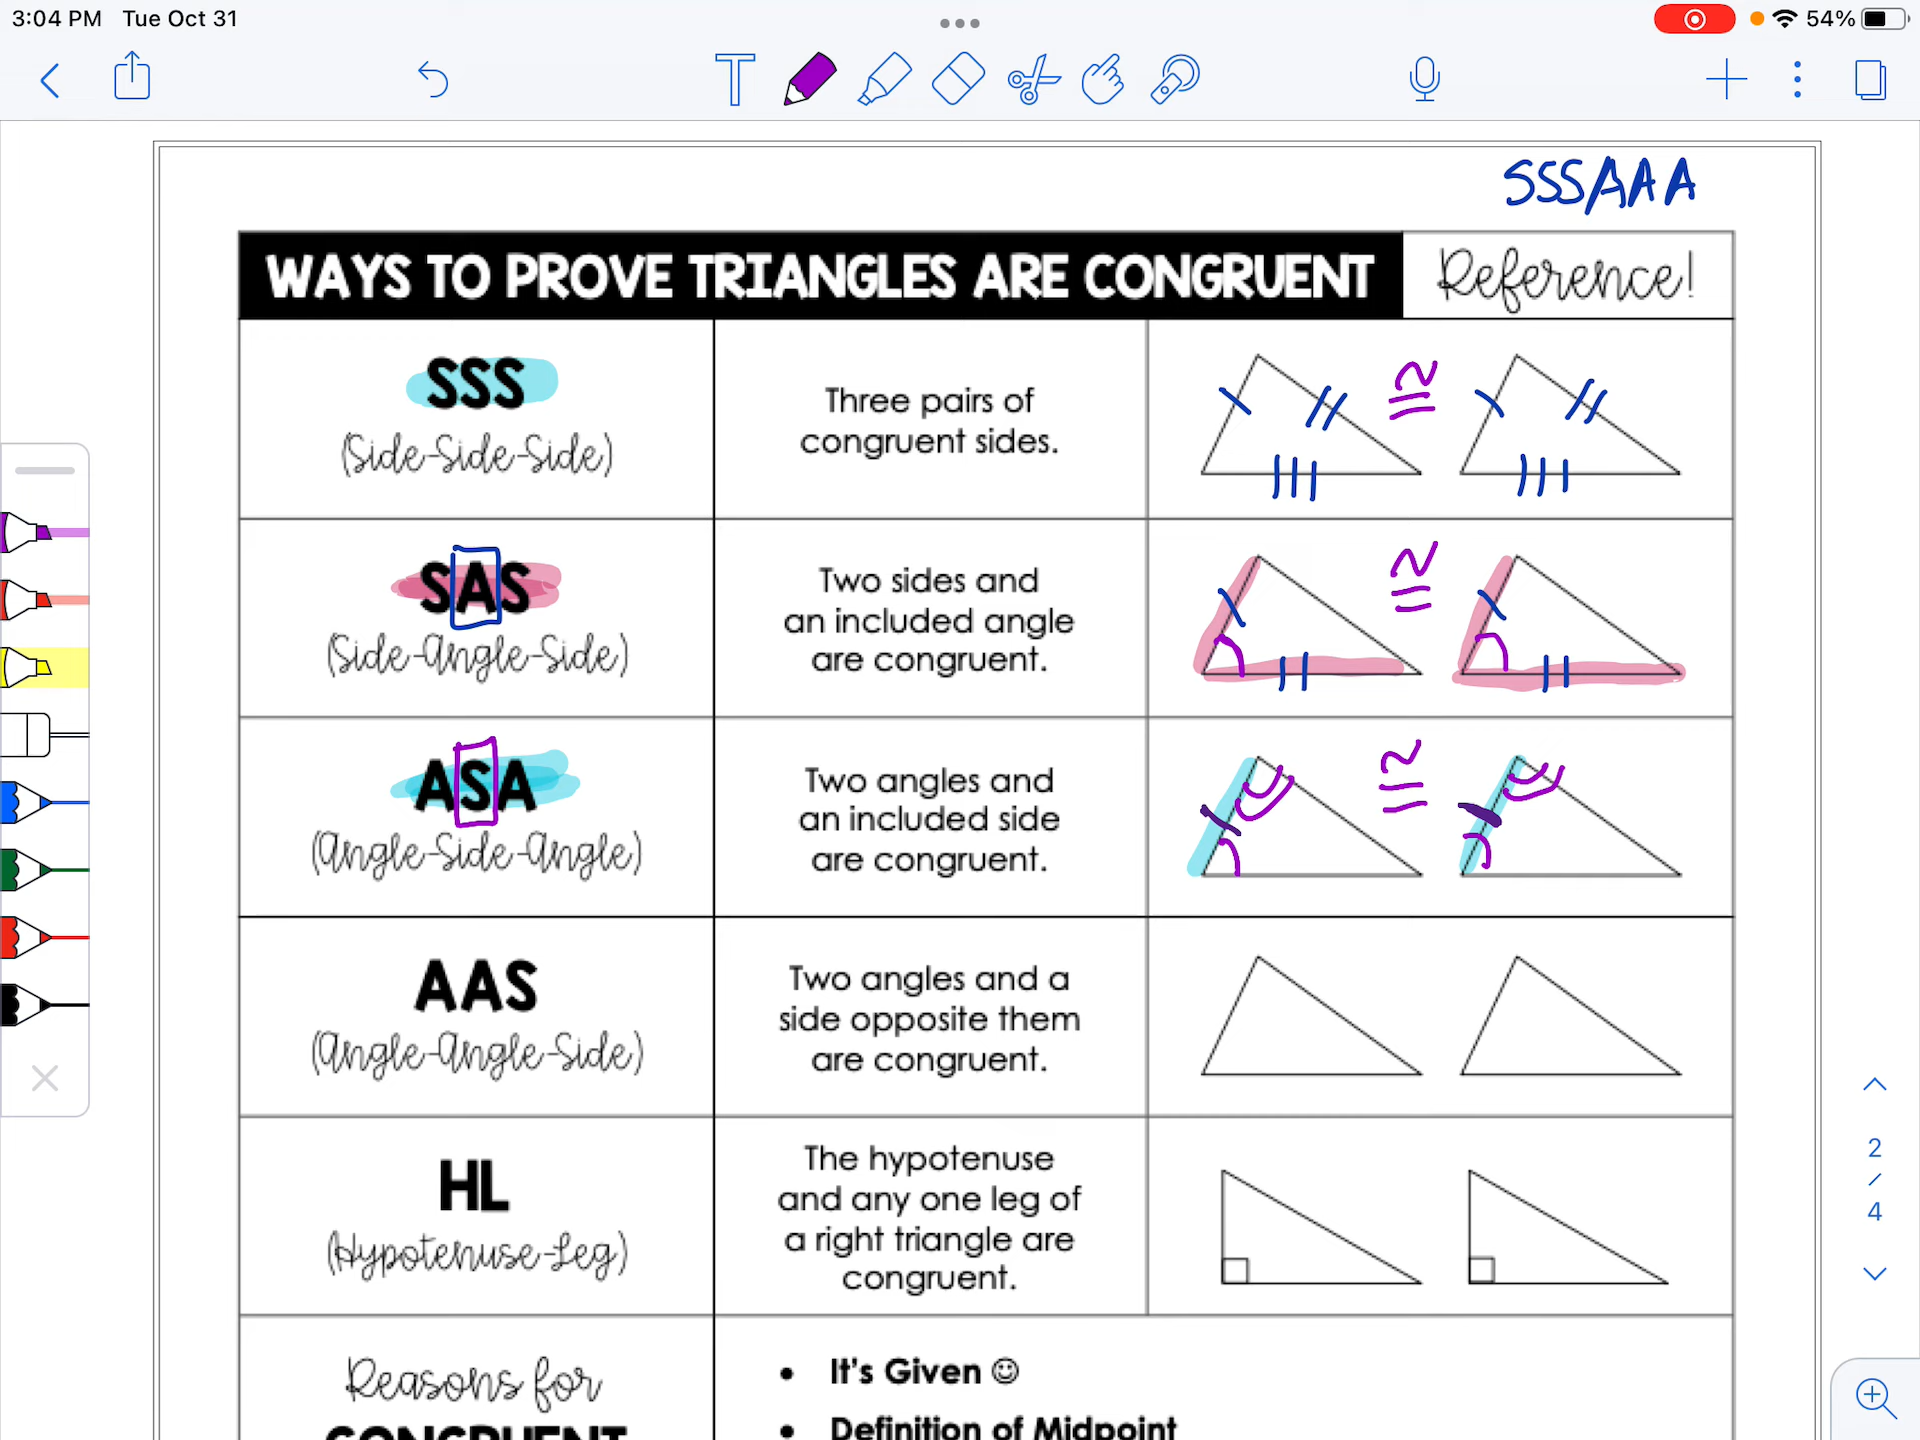 3:04 PM Tue Oct 31
54%
SSSAAA
WAYS TO PROVE TRIANGLES ARE CONGRUENT
Reference!
SSS
(Side-Side-Side)
Three pairs of
congruent sides.
≅
SAS
(Side-Angle-Side)
Two sides and
an included angle
are congruent.
≅
ASA
(Angle-Side-Angle)
Two angles and
an included side
are congruent.
≅
AAS
(Angle-Angle-Side)
Two angles and a
side opposite them
are congruent.
HL
(Hypotenuse-Leg)
The hypotenuse
and any one leg of
a right triangle are
congruent.
2
/
4
Reasons for
CONGRUENT
• It's Given ☺
• Definition of Midpoint